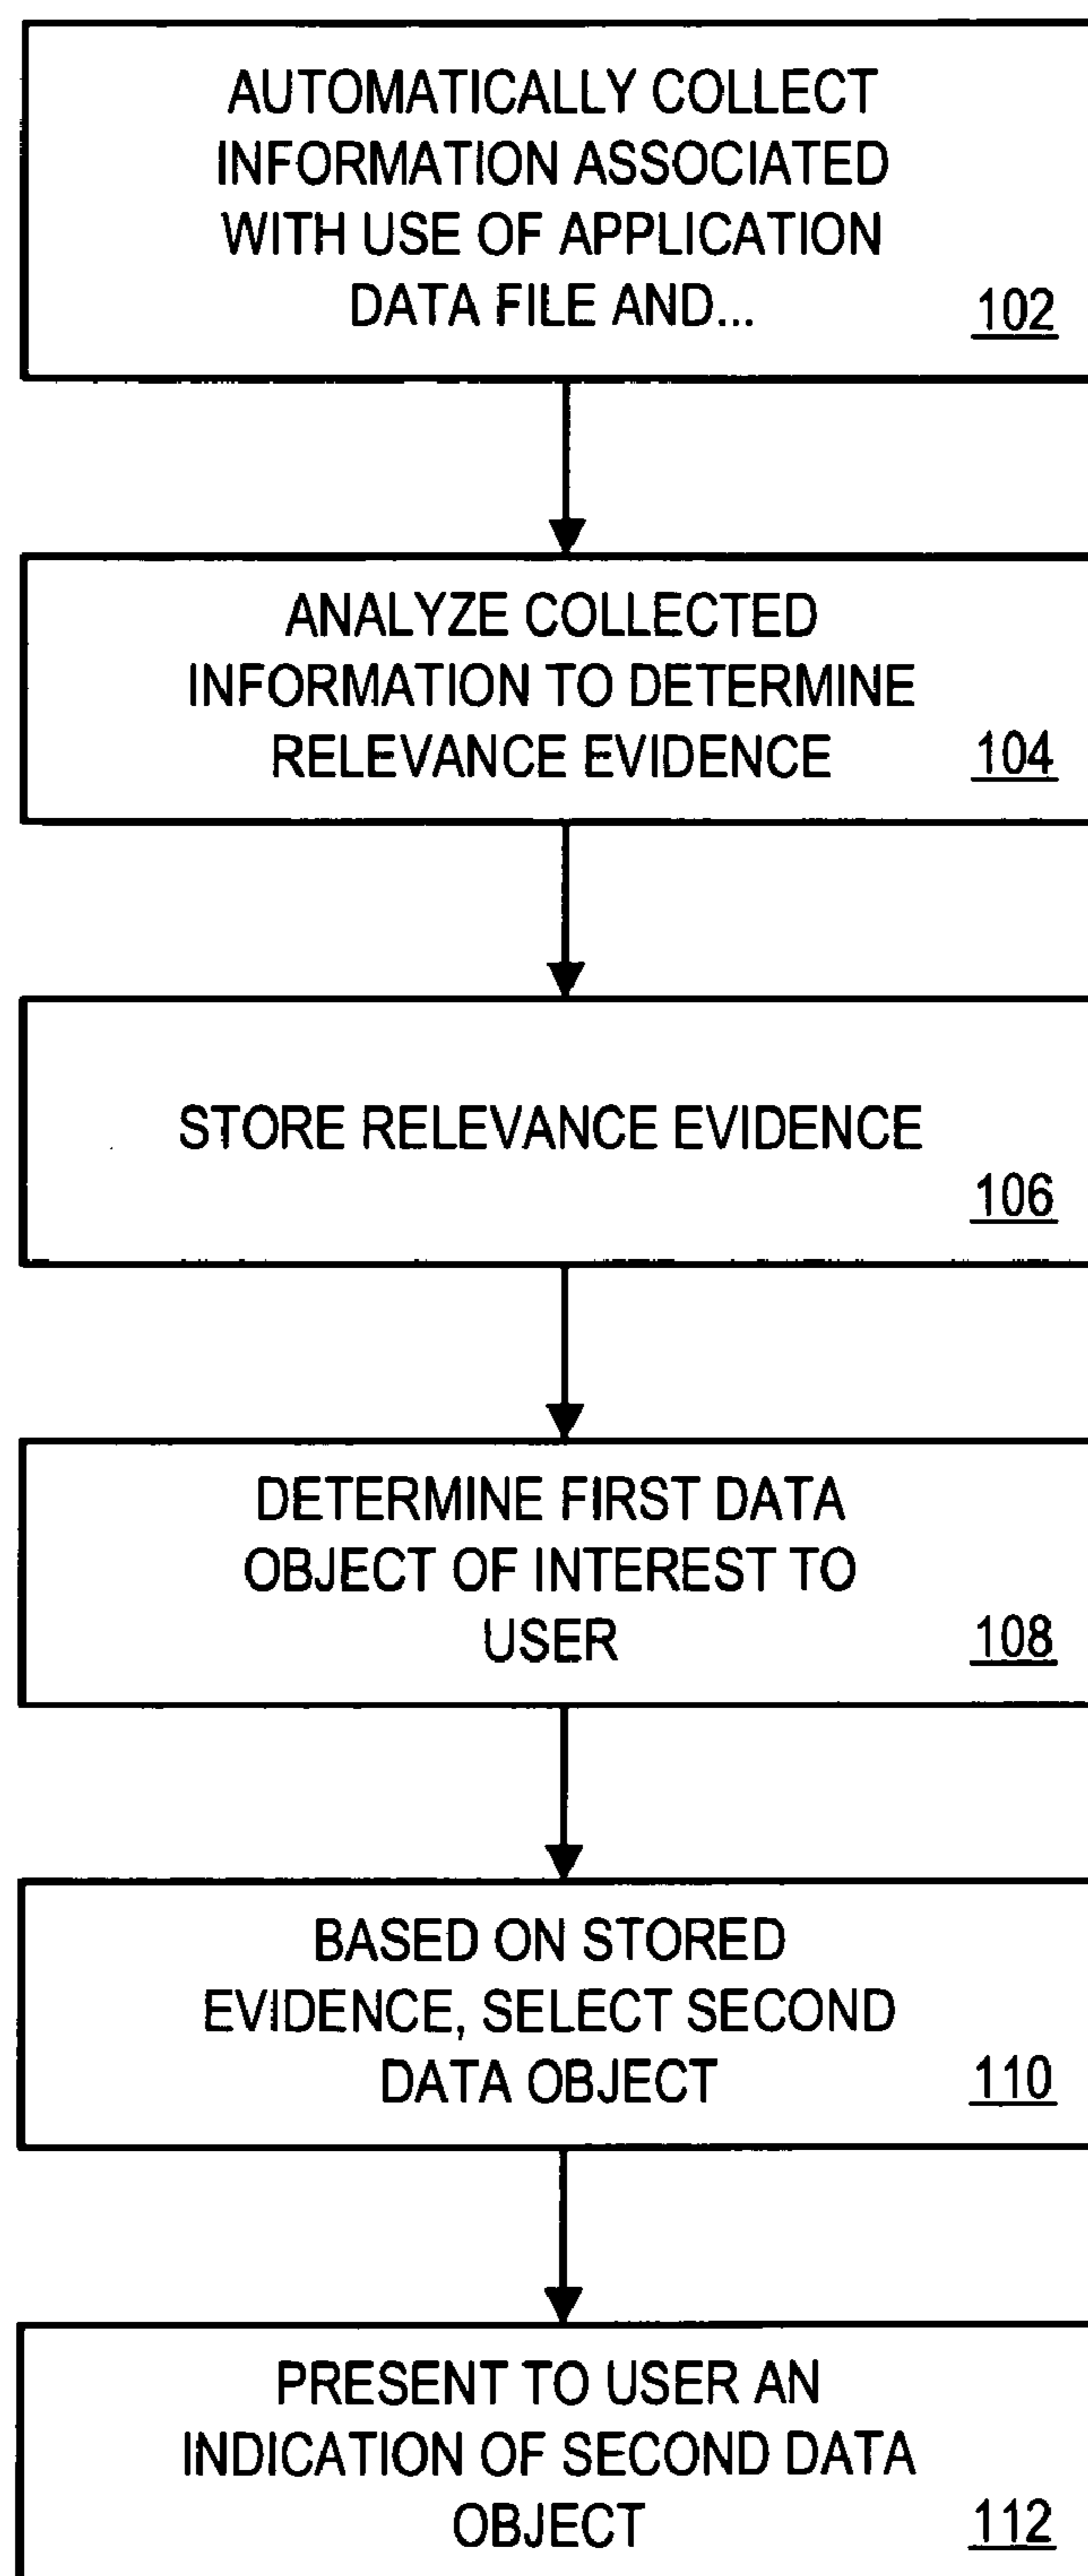 AUTOMATICALLY COLLECT
INFORMATION ASSOCIATED
WITH USE OF APPLICATION
DATA FILE AND...
102
ANALYZE COLLECTED
INFORMATION TO DETERMINE
RELEVANCE EVIDENCE
104
STORE RELEVANCE EVIDENCE
106
DETERMINE FIRST DATA
OBJECT OF INTEREST TO
USER
108
BASED ON STORED
EVIDENCE, SELECT SECOND
DATA OBJECT
110
PRESENT TO USER AN
INDICATION OF SECOND DATA
OBJECT
112